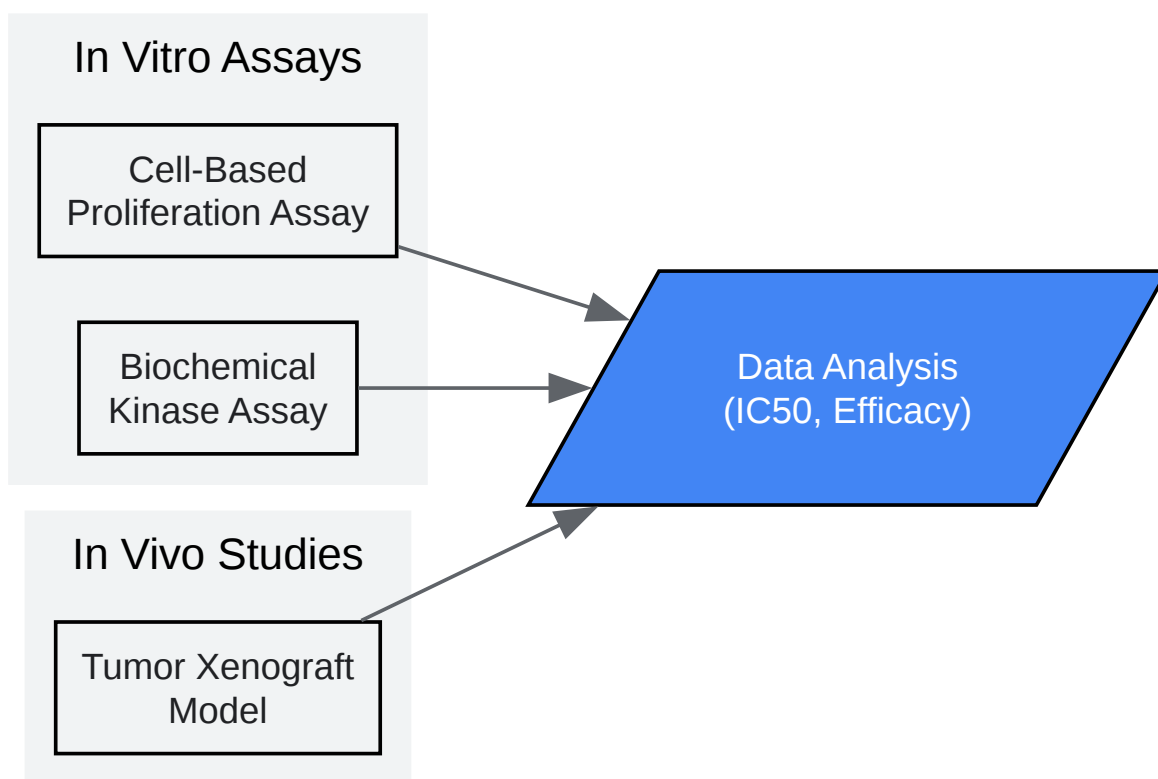 In Vitro Assays
Cell-Based
Proliferation Assay
Biochemical
Kinase Assay
Data Analysis
(IC50, Efficacy)
In Vivo Studies
Tumor Xenograft
Model